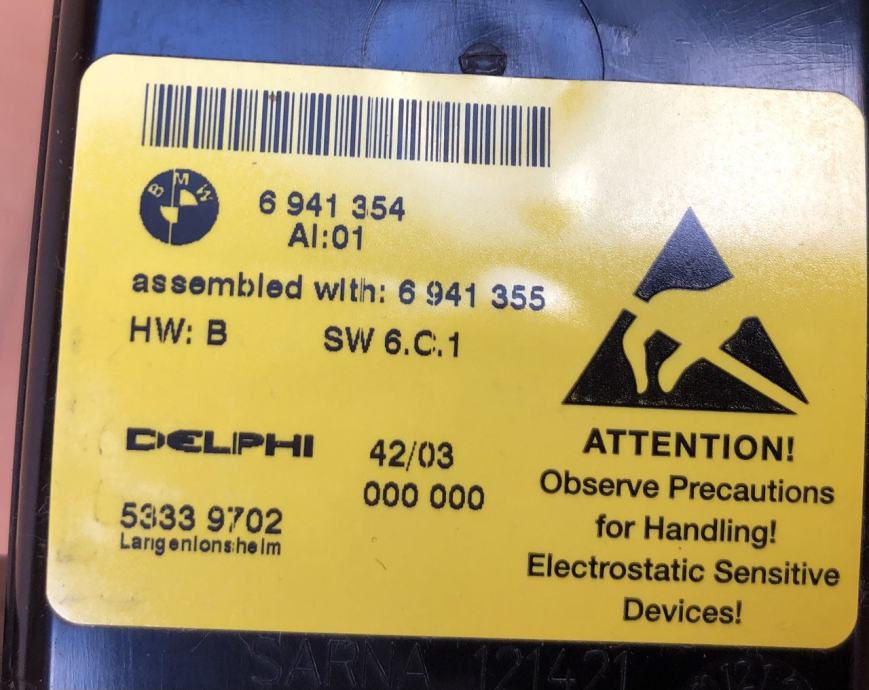 BMW
6 941 354
AI:01
assembled with: 6 941 355
HW: B SW 6.C.1
DELPHI 42/03
000 000
5333 9702
Langenlonsheim
ATTENTION!
Observe Precautions
for Handling!
Electrostatic Sensitive
Devices!
SARNA 121421